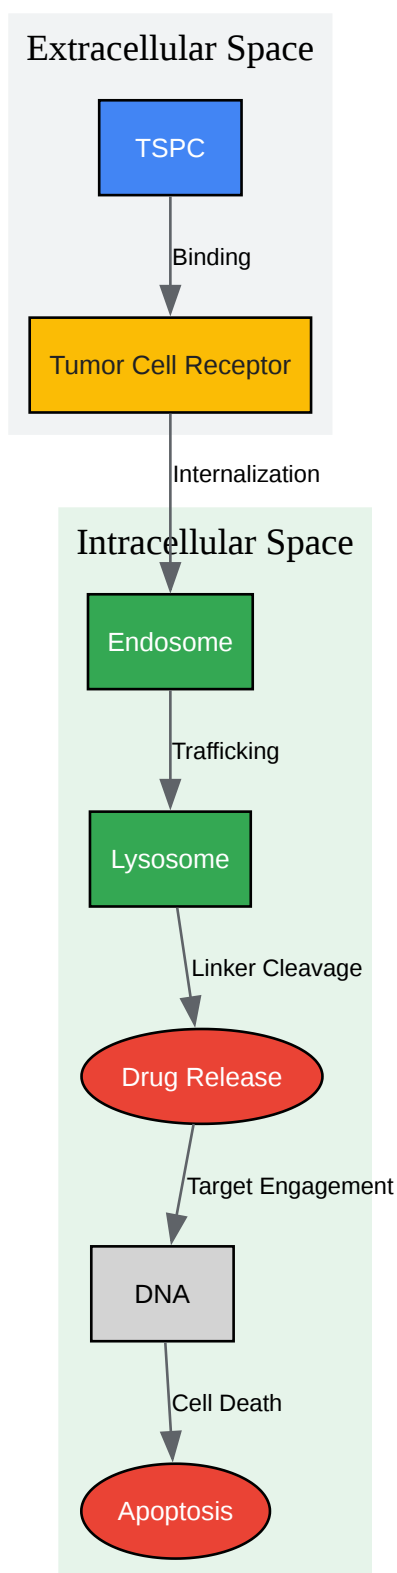 Extracellular Space
TSPC
Binding
Tumor Cell Receptor
Internalization
Intracellular Space
Endosome
Trafficking
Lysosome
Linker Cleavage
Drug Release
Target Engagement
DNA
Cell Death
Apoptosis